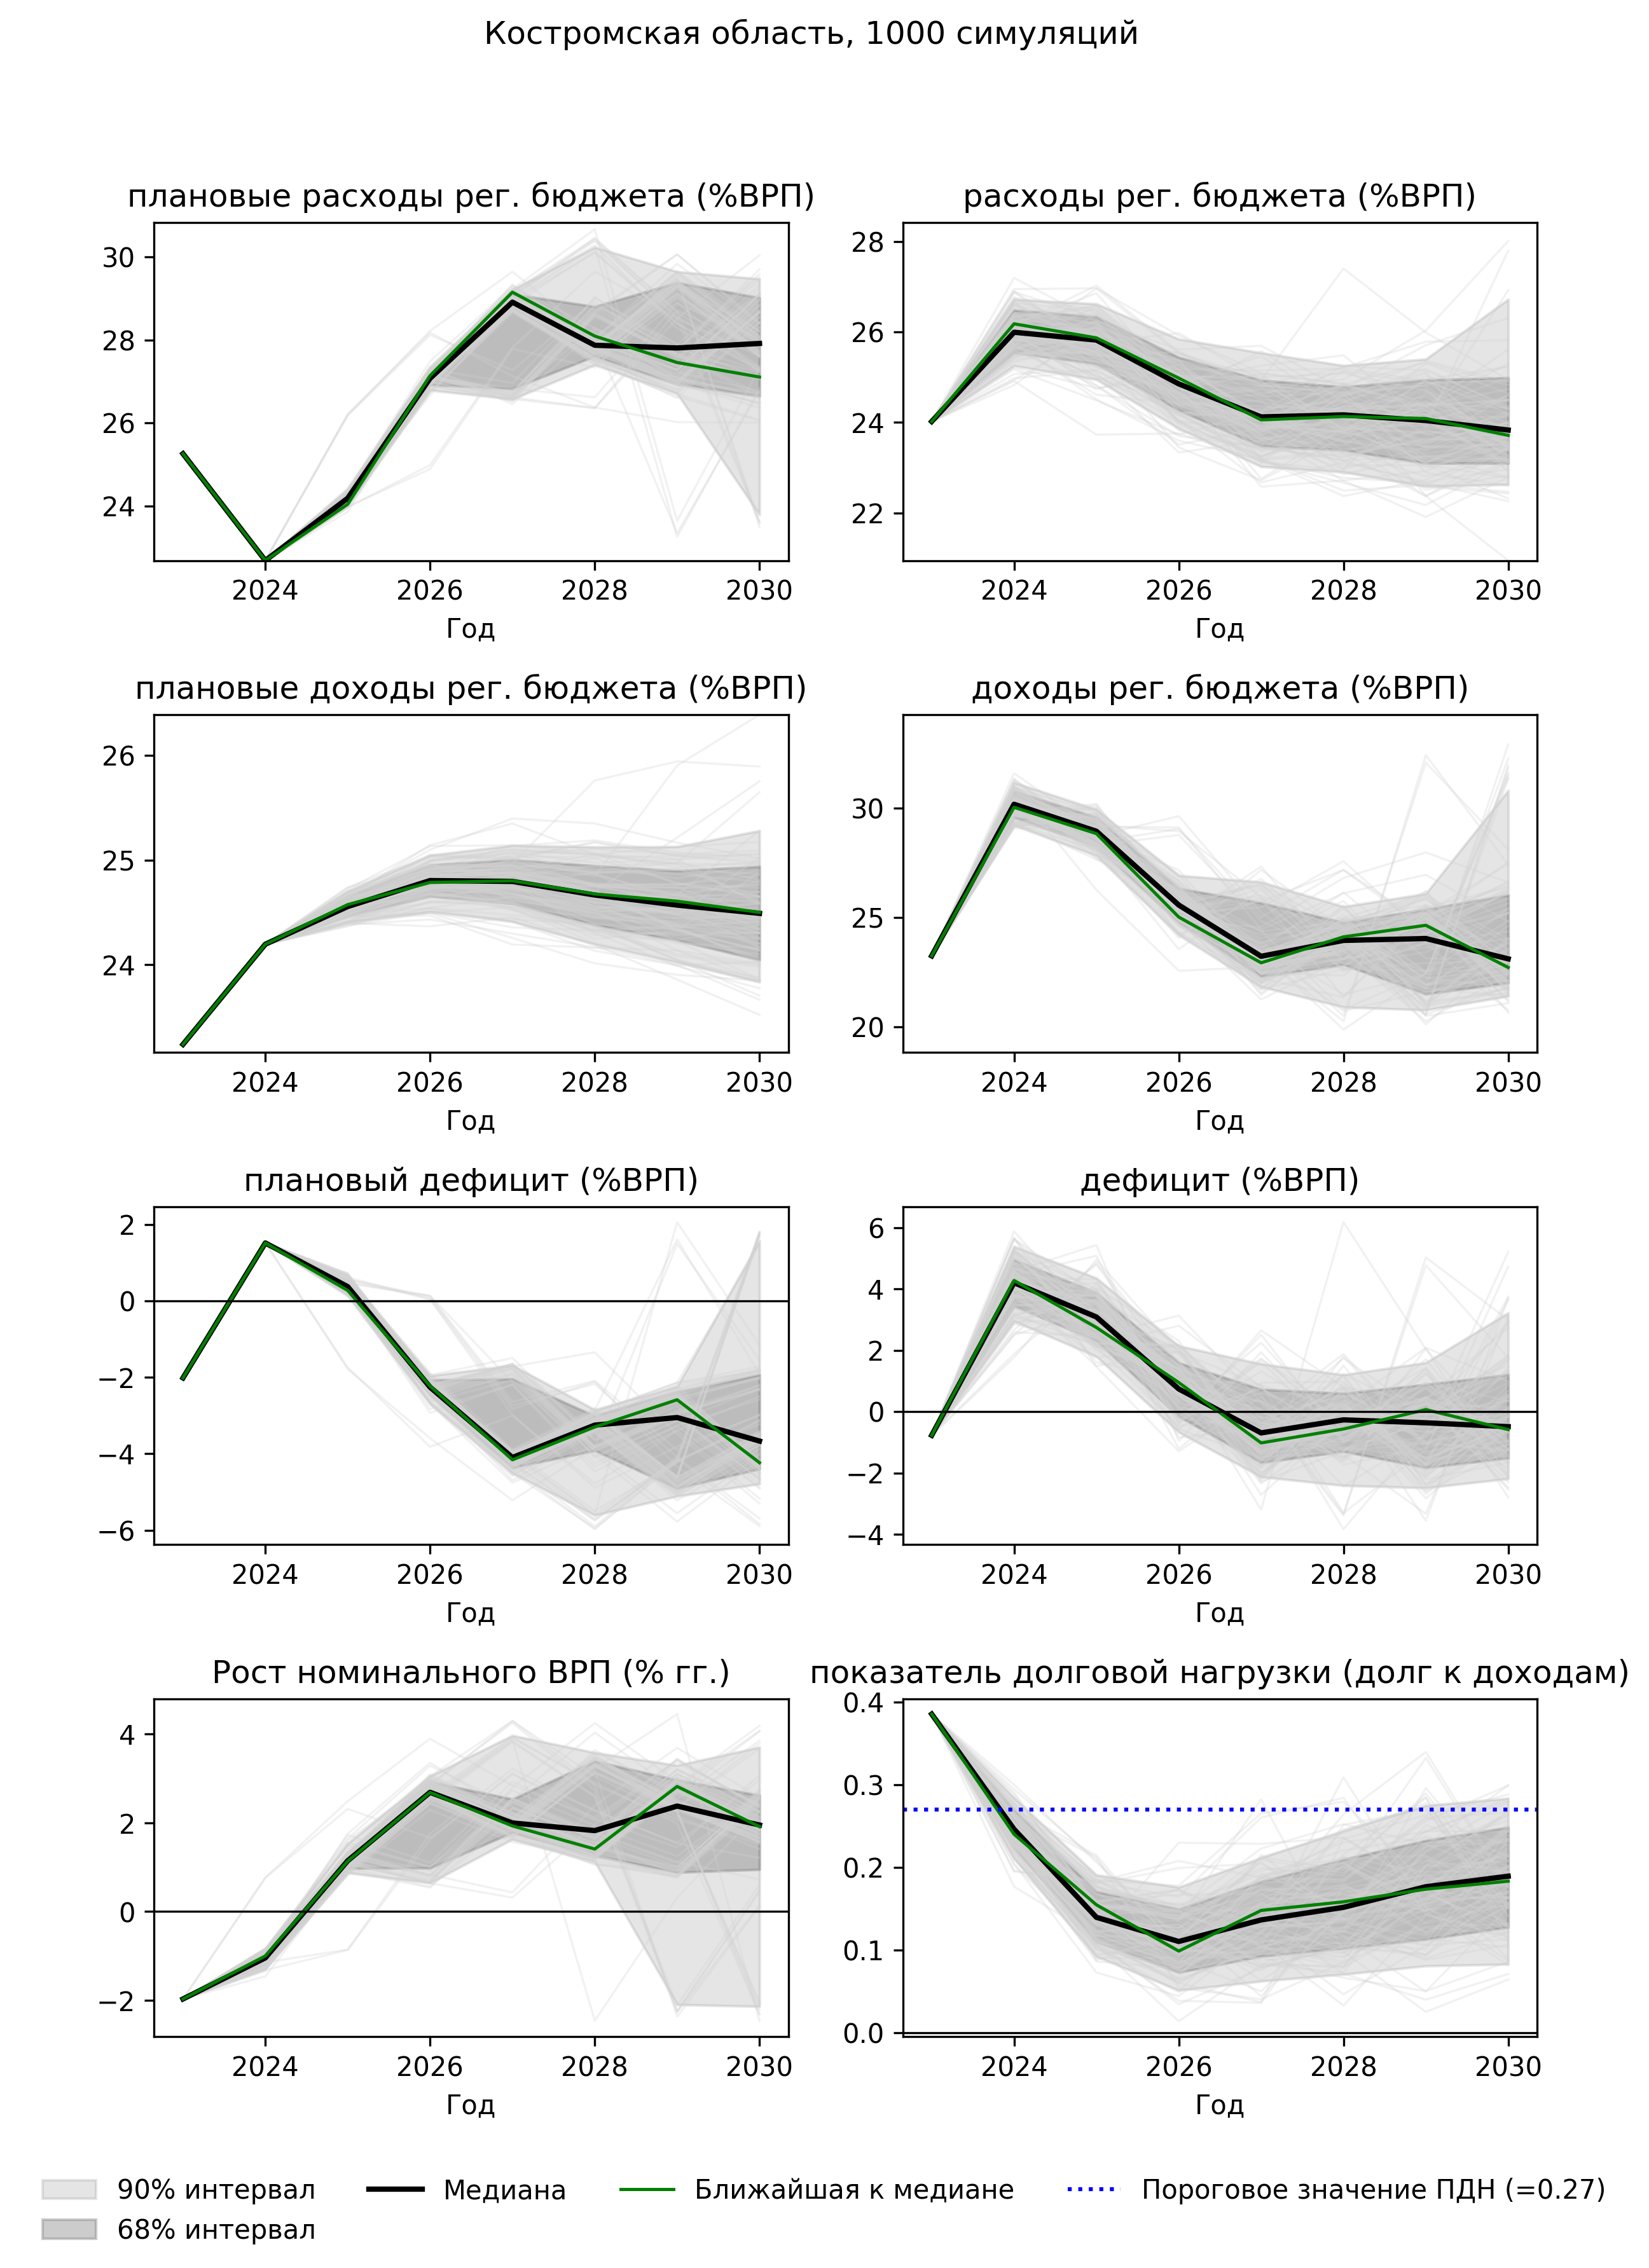 Костромская область, 1000 симуляций
плановые расходы рег. бюджета (%ВРП)
30
28
26
24
2024 2026 2028 2030
Год
расходы рег. бюджета (%ВРП)
28
26
24
22
2024 2026 2028 2030
Год
плановые доходы рег. бюджета (%ВРП)
26
25
24
2024 2026 2028 2030
Год
доходы рег. бюджета (%ВРП)
30
25
20
2024 2026 2028 2030
Год
плановый дефицит (%ВРП)
2
0
−2
−4
−6
2024 2026 2028 2030
Год
дефицит (%ВРП)
6
4
2
0
−2
−4
2024 2026 2028 2030
Год
Рост номинального ВРП (% гг.)
4
2
0
−2
2024 2026 2028 2030
Год
показатель долговой нагрузки (долг к доходам)
0.4
0.3
0.2
0.1
0.0
2024 2026 2028 2030
Год
90% интервал
68% интервал
Медиана
Ближайшая к медиане
Пороговое значение ПДН (=0.27)